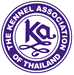 THE KENNEL ASSOCIATION
Ka
OF THAILAND